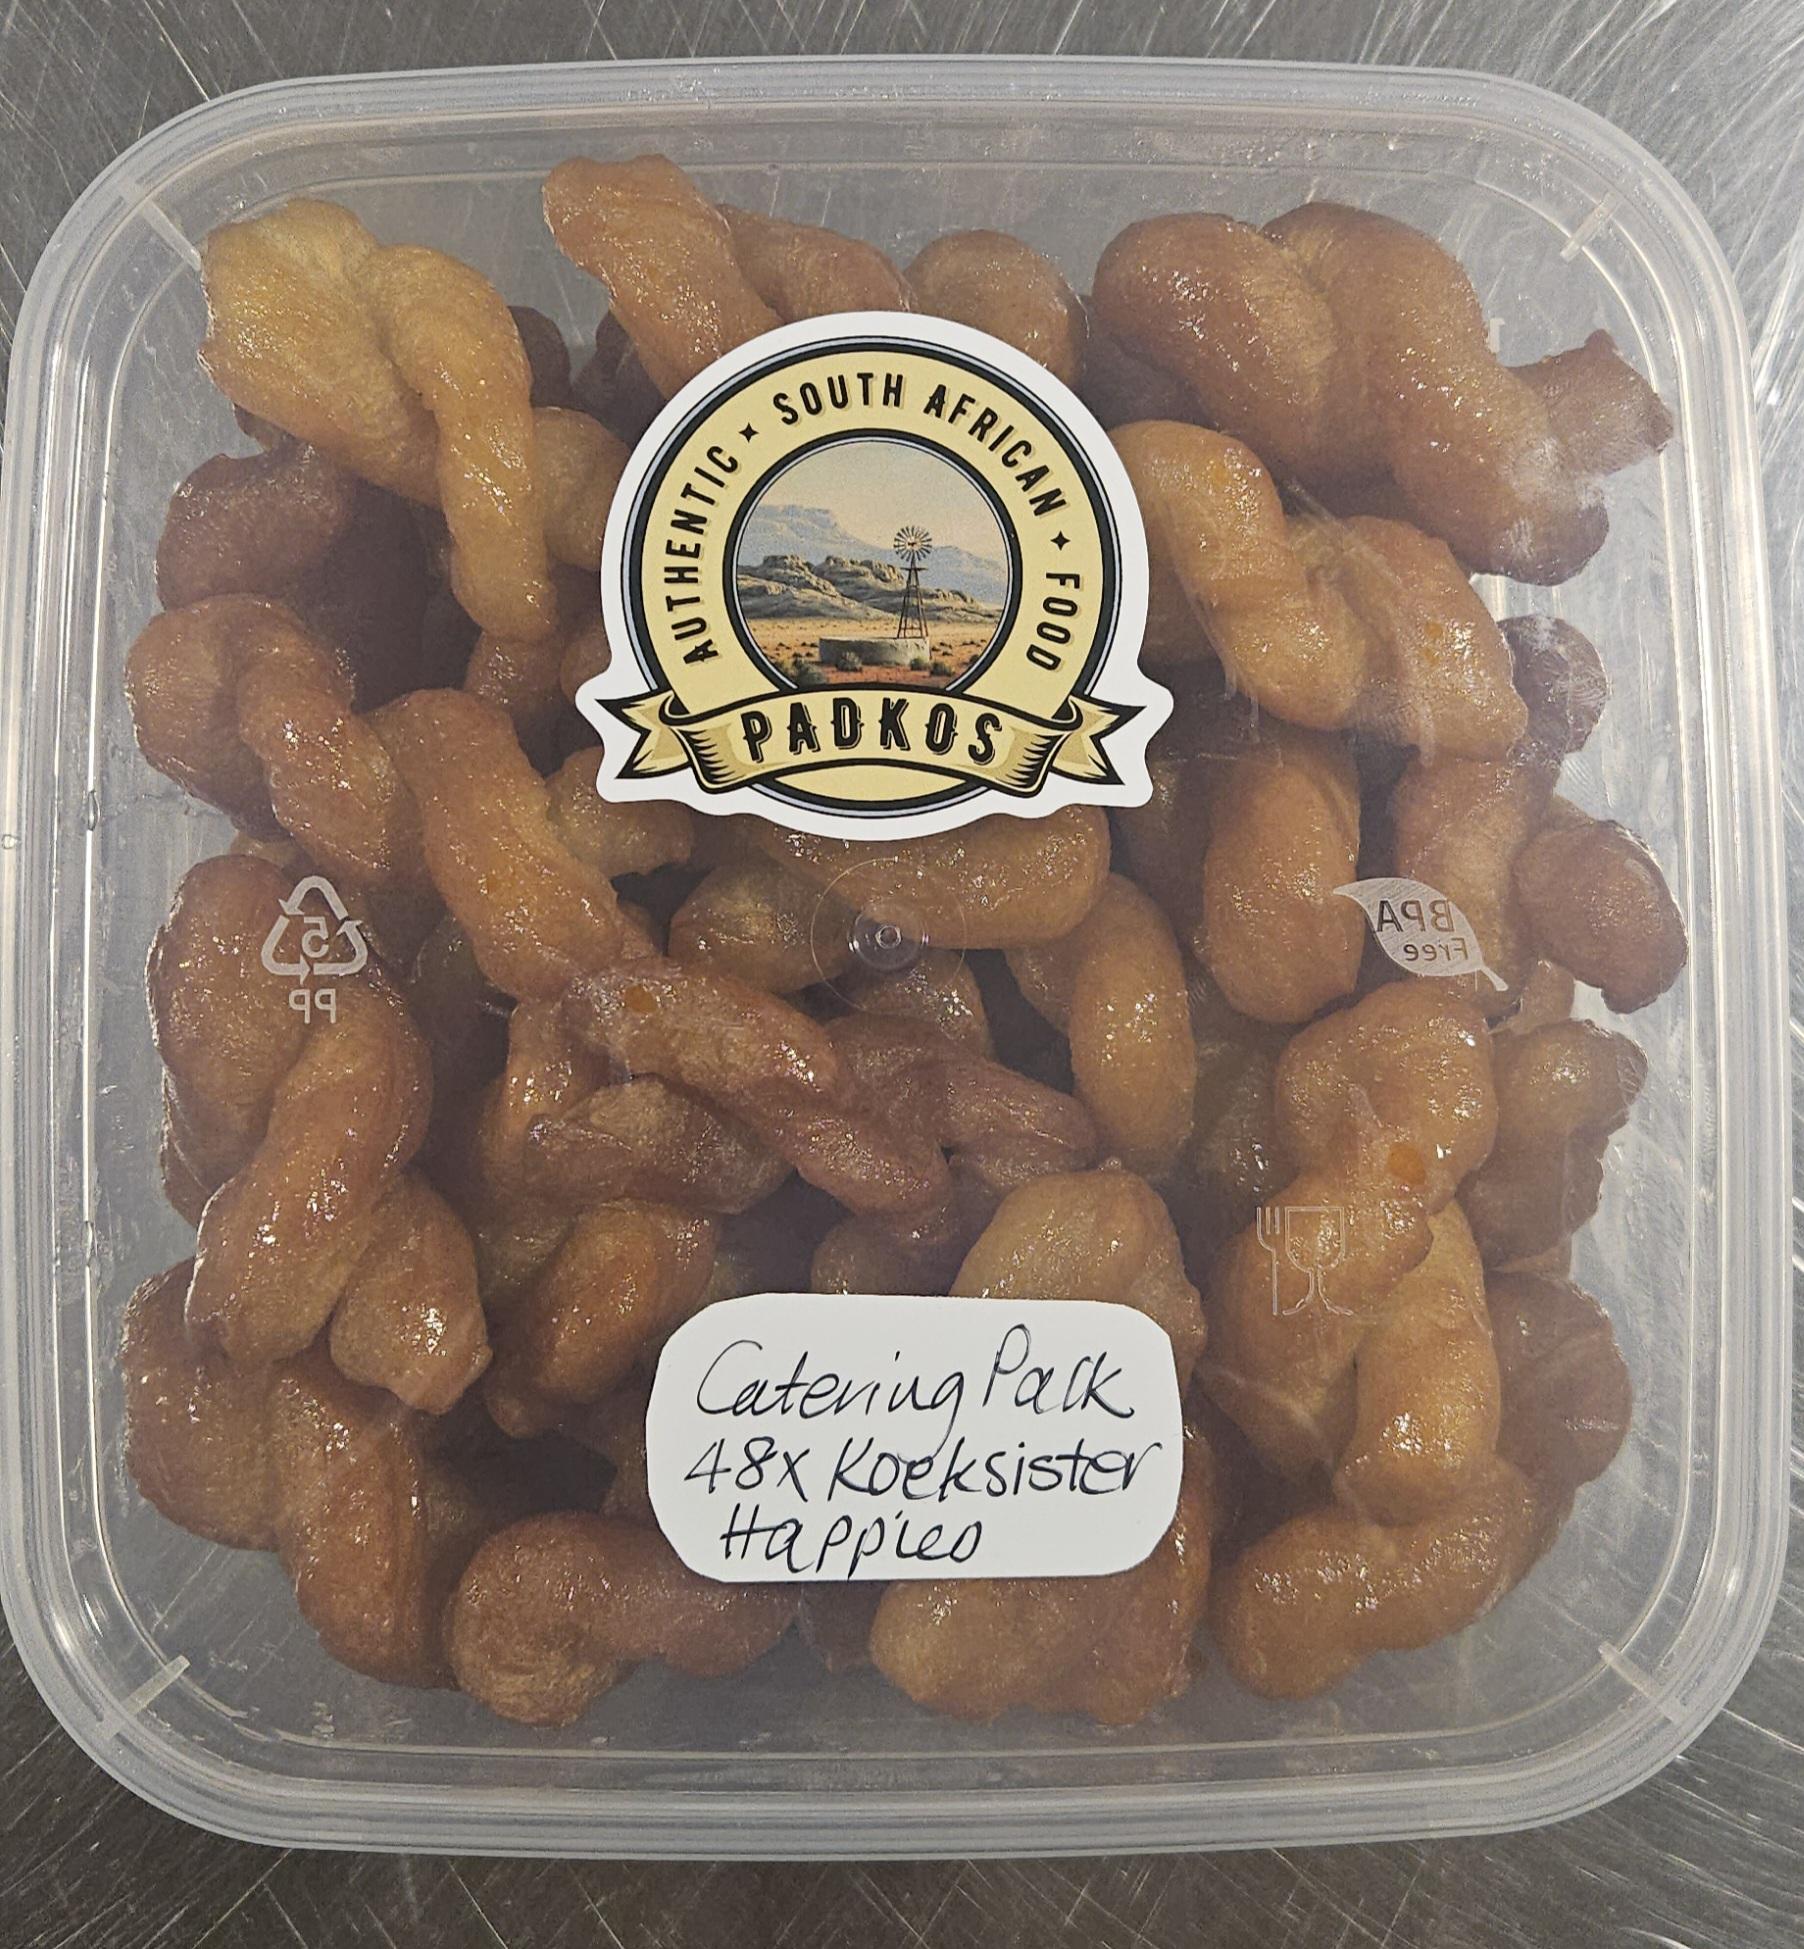 AUTHENTIC ✦ SOUTH AFRICAN ✦ FOOD
PADKOS
5
PP
BPA
Free
Catering Pack
48x Koeksister
Happies